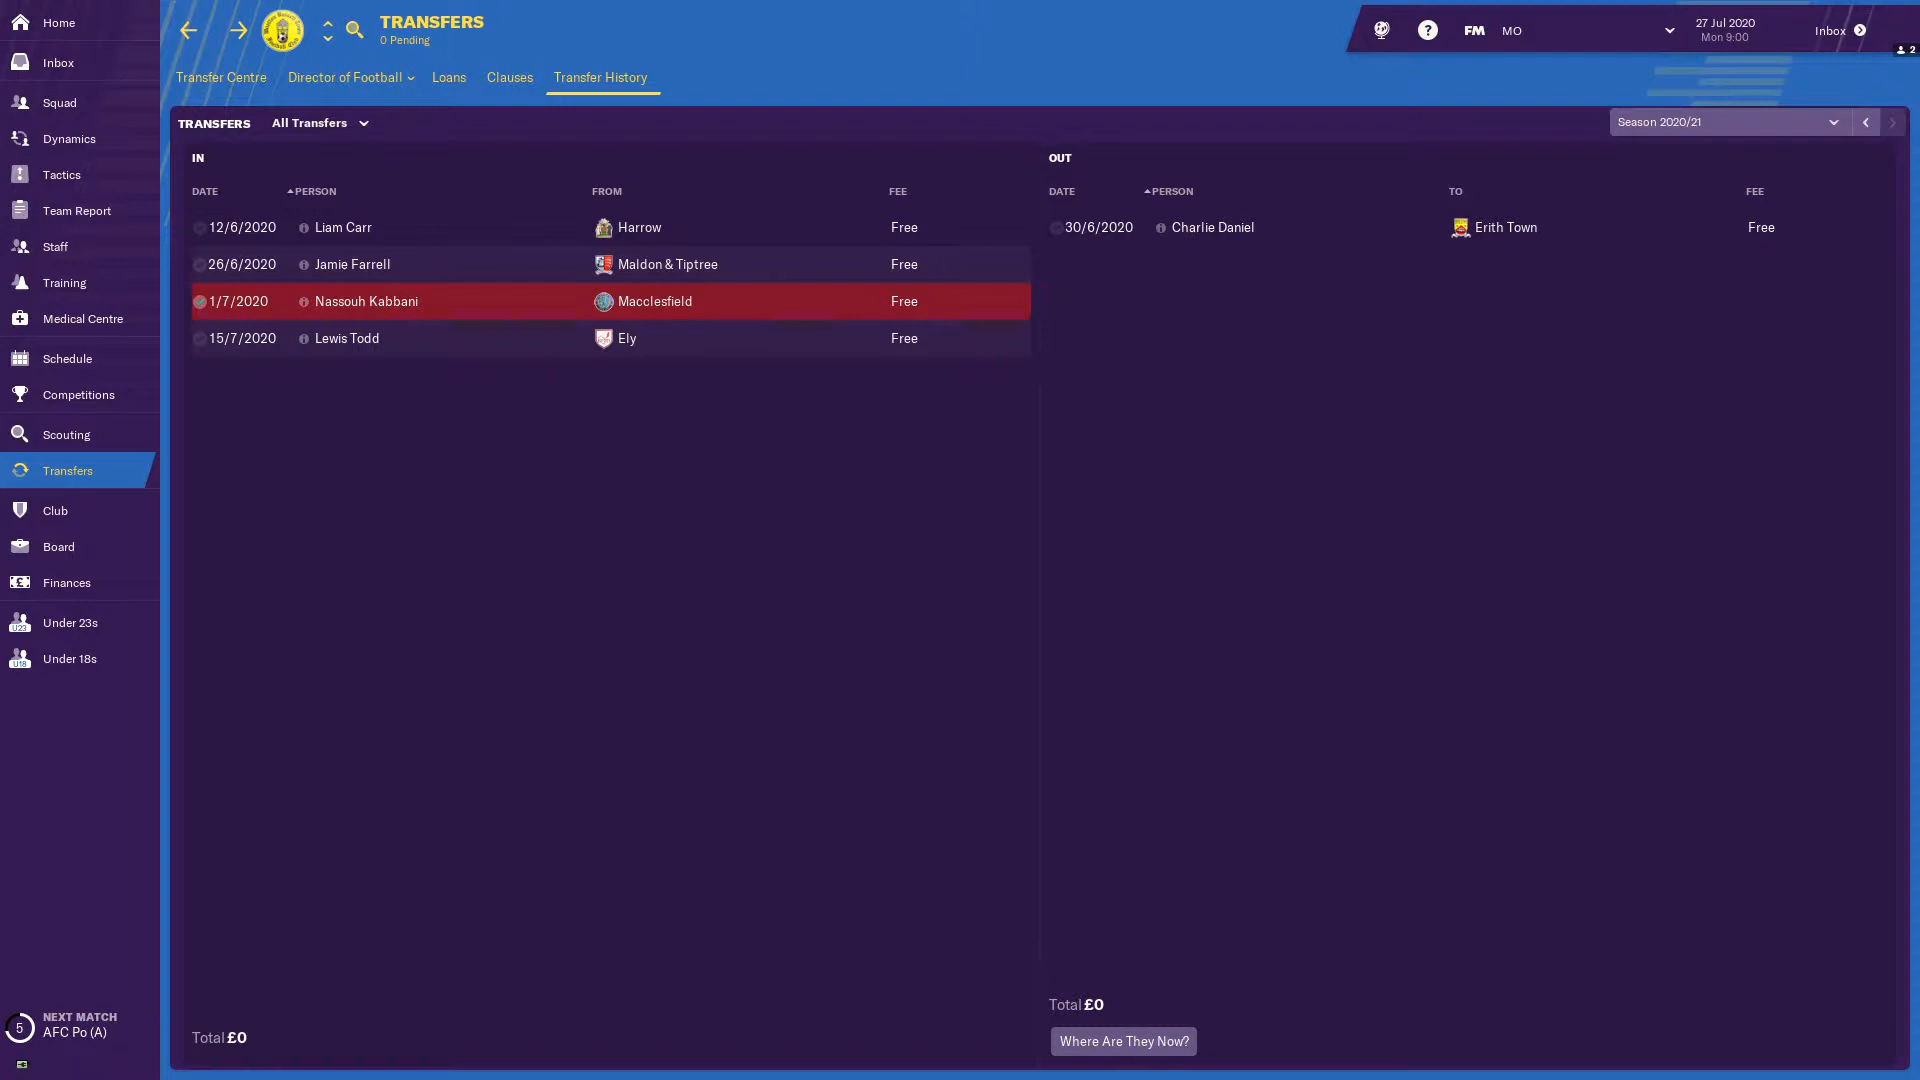 Home
Inbox
Squad
Dynamics
Tactics
Team Report
Staff
Training
Medical Centre
Schedule
Competitions
Scouting
Transfers
Club
Board
Finances
U23
Under 23s
U18
Under 18s
5
NEXT MATCH
AFC Po (A)
TRANSFERS
0 Pending
FM MO
27 Jul 2020
Mon 9:00
Inbox
2
Transfer Centre Director of Football Loans Clauses Transfer History
TRANSFERS All Transfers
Season 2020/21
IN
DATE PERSON FROM FEE
12/6/2020 Liam Carr Harrow Free
26/6/2020 Jamie Farrell Maldon & Tiptree Free
1/7/2020 Nassouh Kabbani Macclesfield Free
15/7/2020 Lewis Todd Ely Free
Total £0
OUT
DATE PERSON TO FEE
30/6/2020 Charlie Daniel Erith Town Free
Total £0
Where Are They Now?